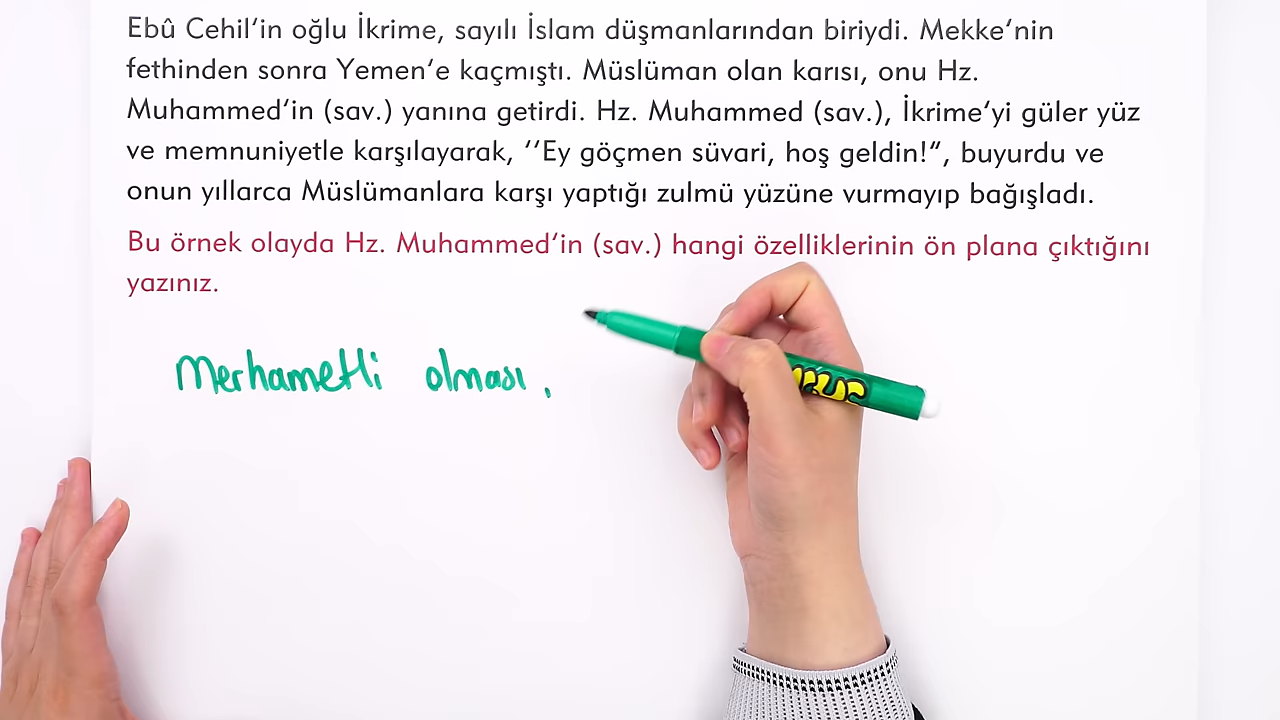 Ebû Cehil’in oğlu İkrime, sayılı İslam düşmanlarından biriydi. Mekke’nin
fethinden sonra Yemen’e kaçmıştı. Müslüman olan karısı, onu Hz.
Muhammed’in (sav.) yanına getirdi. Hz. Muhammed (sav.), İkrime’yi güler yüz
ve memnuniyetle karşılayarak, ‘’Ey göçmen süvari, hoş geldin!”, buyurdu ve
onun yıllarca Müslümanlara karşı yaptığı zulmü yüzüne vurmayıp bağışladı.
Bu örnek olayda Hz. Muhammed’in (sav.) hangi özelliklerinin ön plana çıktığını
yazınız.
Merhametli olması,